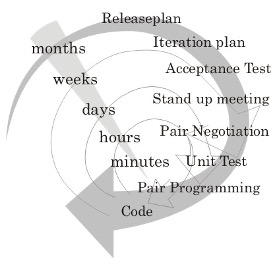 Releaseplan
Iteration plan
months
Acceptance Test
weeks
Stand up meeting
days
Pair Negotiation
hours
Unit Test
minutes
Pair Programming
Code